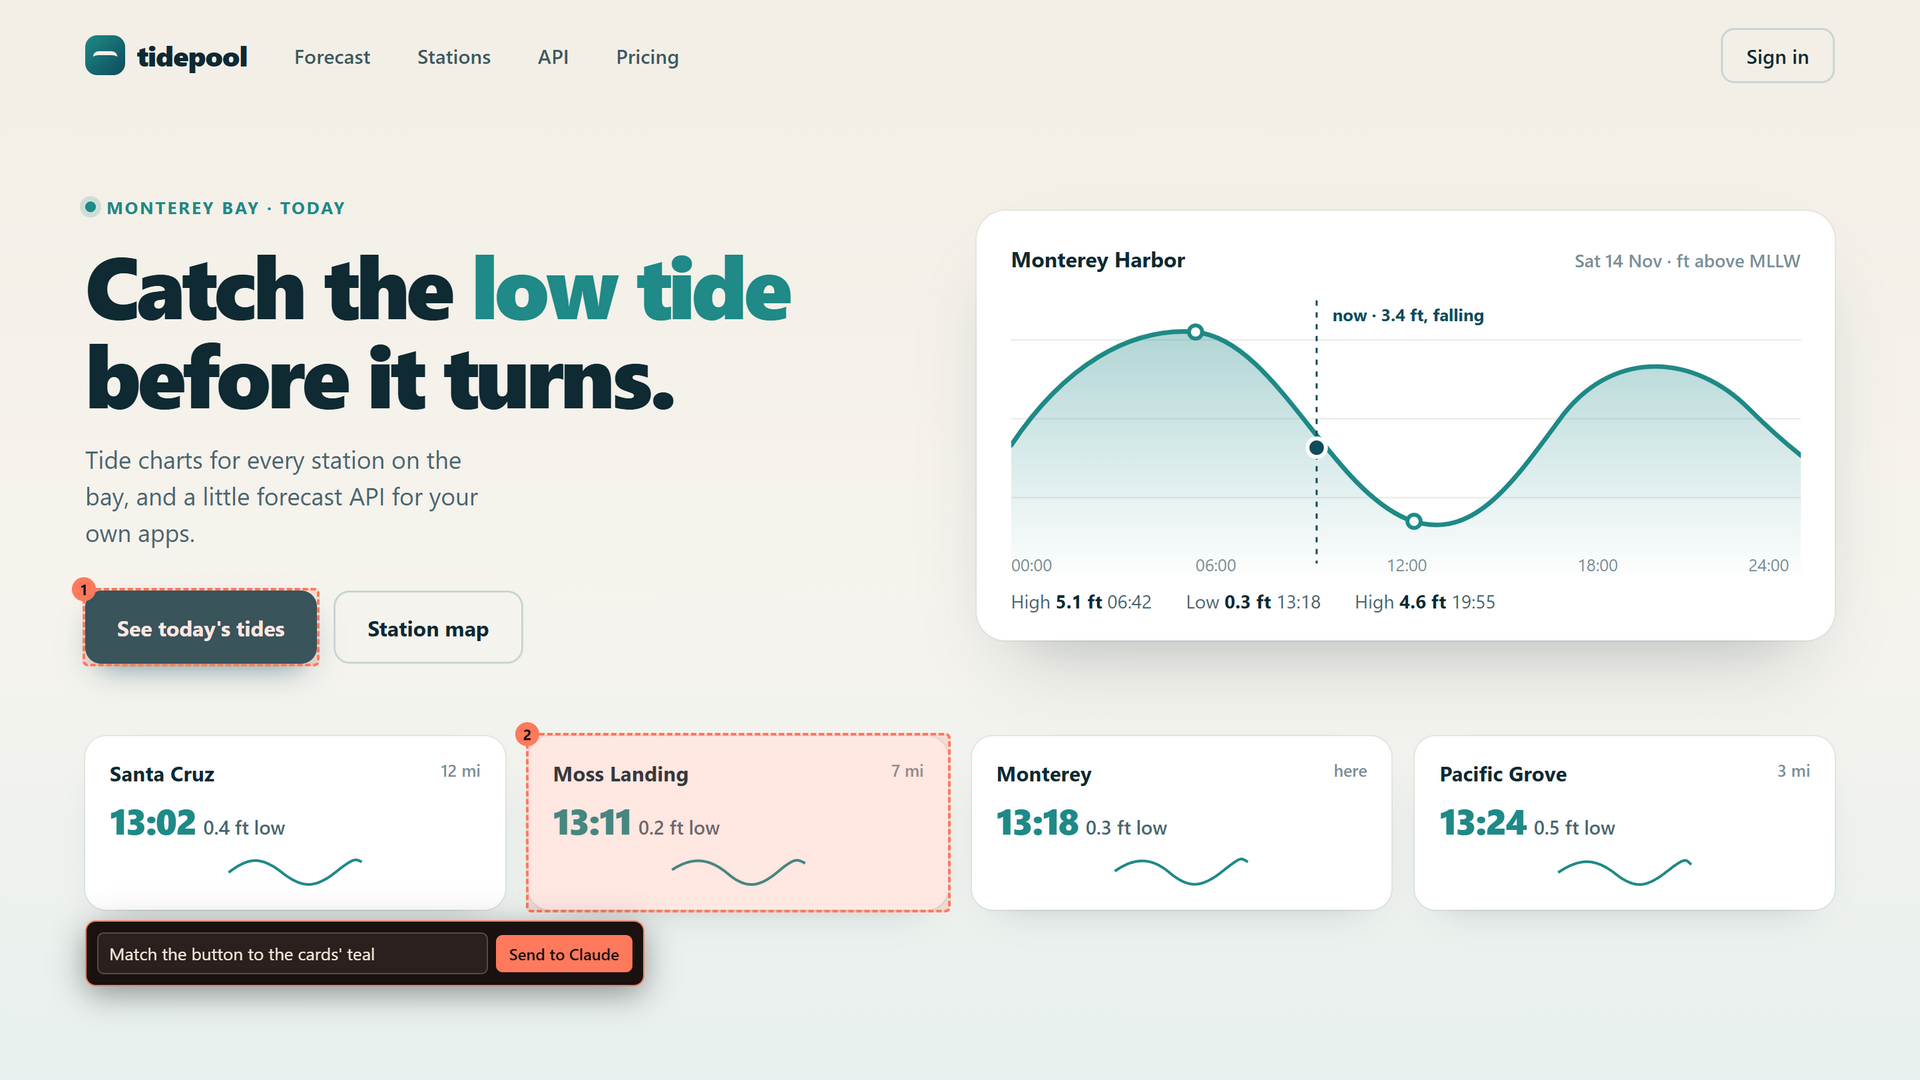 tidepool Forecast Stations API Pricing Sign in
MONTEREY BAY · TODAY
Catch the low tide
before it turns.
Tide charts for every station on the
bay, and a little forecast API for your
own apps.
1
See today's tides Station map
Monterey Harbor Sat 14 Nov · ft above MLLW
now · 3.4 ft, falling
00:00 06:00 12:00 18:00 24:00
High 5.1 ft 06:42 Low 0.3 ft 13:18 High 4.6 ft 19:55
Santa Cruz 12 mi
13:02 0.4 ft low
2
Moss Landing 7 mi
13:11 0.2 ft low
Monterey here
13:18 0.3 ft low
Pacific Grove 3 mi
13:24 0.5 ft low
Match the button to the cards' teal Send to Claude